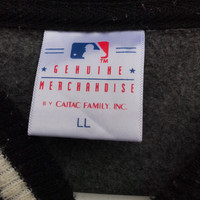 GENUINE
MERCHANDISE
® · CAITAC FAMILY, INC.
LL